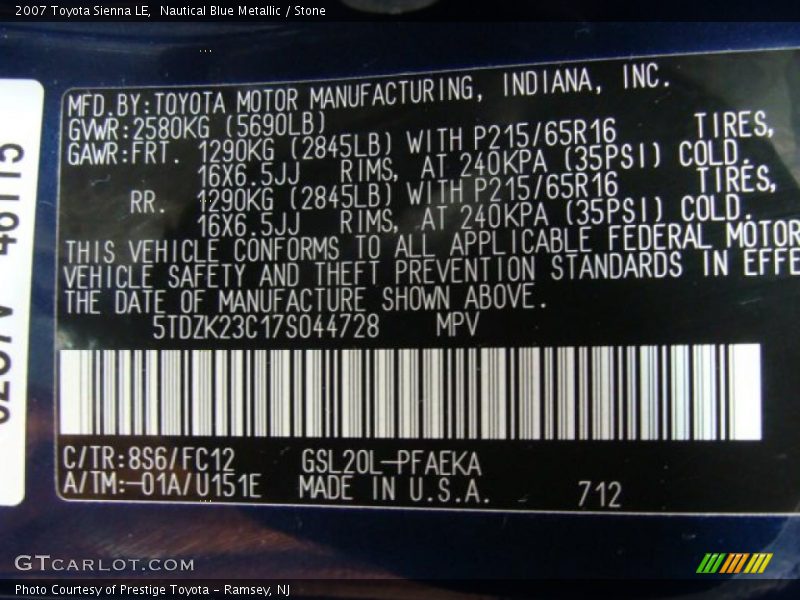 2007 Toyota Sienna LE,  Nautical Blue Metallic / Stone
MFD.BY:TOYOTA MOTOR MANUFACTURING, INDIANA, INC.
GVWR:2580KG (5690LB)
GAWR:FRT. 1290KG (2845LB) WITH P215/65R16 TIRES,
16X6.5JJ RIMS, AT 240KPA (35PSI) COLD.
RR. 1290KG (2845LB) WITH P215/65R16 TIRES,
16X6.5JJ RIMS, AT 240KPA (35PSI) COLD.
THIS VEHICLE CONFORMS TO ALL APPLICABLE FEDERAL MOTOR
VEHICLE SAFETY AND THEFT PREVENTION STANDARDS IN EFFE
THE DATE OF MANUFACTURE SHOWN ABOVE.
5TDZK23C17S044728 MPV
C/TR:8S6/FC12 GSL20L-PFAEKA
A/TM:-01A/U151E MADE IN U.S.A. 712
GTCARLOT.COM
Photo Courtesy of Prestige Toyota - Ramsey, NJ